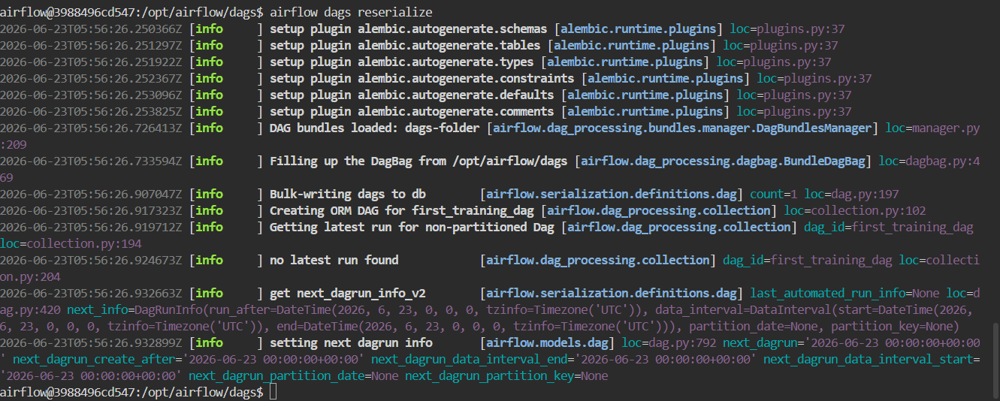 airflow@3988496cd547:/opt/airflow/dags$ airflow dags reserialize
2026-06-23T05:56:26.250366Z [info     ] setup plugin alembic.autogenerate.schemas [alembic.runtime.plugins] loc=plugins.py:37
2026-06-23T05:56:26.251297Z [info     ] setup plugin alembic.autogenerate.tables [alembic.runtime.plugins] loc=plugins.py:37
2026-06-23T05:56:26.251922Z [info     ] setup plugin alembic.autogenerate.types [alembic.runtime.plugins] loc=plugins.py:37
2026-06-23T05:56:26.252367Z [info     ] setup plugin alembic.autogenerate.constraints [alembic.runtime.plugins] loc=plugins.py:37
2026-06-23T05:56:26.253096Z [info     ] setup plugin alembic.autogenerate.defaults [alembic.runtime.plugins] loc=plugins.py:37
2026-06-23T05:56:26.253825Z [info     ] setup plugin alembic.autogenerate.comments [alembic.runtime.plugins] loc=plugins.py:37
2026-06-23T05:56:26.726413Z [info     ] DAG bundles loaded: dags-folder [airflow.dag_processing.bundles.manager.DagBundlesManager] loc=manager.py
:209
2026-06-23T05:56:26.733594Z [info     ] Filling up the DagBag from /opt/airflow/dags [airflow.dag_processing.dagbag.BundleDagBag] loc=dagbag.py:4
69
2026-06-23T05:56:26.907047Z [info     ] Bulk-writing dags to db        [airflow.serialization.definitions.dag] count=1 loc=dag.py:197
2026-06-23T05:56:26.917323Z [info     ] Creating ORM DAG for first_training_dag [airflow.dag_processing.collection] loc=collection.py:102
2026-06-23T05:56:26.919712Z [info     ] Getting latest run for non-partitioned Dag [airflow.dag_processing.collection] dag_id=first_training_dag
loc=collection.py:194
2026-06-23T05:56:26.924673Z [info     ] no latest run found            [airflow.dag_processing.collection] dag_id=first_training_dag loc=collecti
on.py:204
2026-06-23T05:56:26.932663Z [info     ] get next_dagrun_info_v2        [airflow.serialization.definitions.dag] last_automated_run_info=None loc=d
ag.py:420 next_info=DagRunInfo(run_after=DateTime(2026, 6, 23, 0, 0, 0, tzinfo=Timezone('UTC')), data_interval=DataInterval(start=DateTime(2026,
6, 23, 0, 0, 0, tzinfo=Timezone('UTC')), end=DateTime(2026, 6, 23, 0, 0, 0, tzinfo=Timezone('UTC'))), partition_date=None, partition_key=None)
2026-06-23T05:56:26.932899Z [info     ] setting next dagrun info       [airflow.models.dag] loc=dag.py:792 next_dagrun='2026-06-23 00:00:00+00:00
' next_dagrun_create_after='2026-06-23 00:00:00+00:00' next_dagrun_data_interval_end='2026-06-23 00:00:00+00:00' next_dagrun_data_interval_start=
'2026-06-23 00:00:00+00:00' next_dagrun_partition_date=None next_dagrun_partition_key=None
airflow@3988496cd547:/opt/airflow/dags$